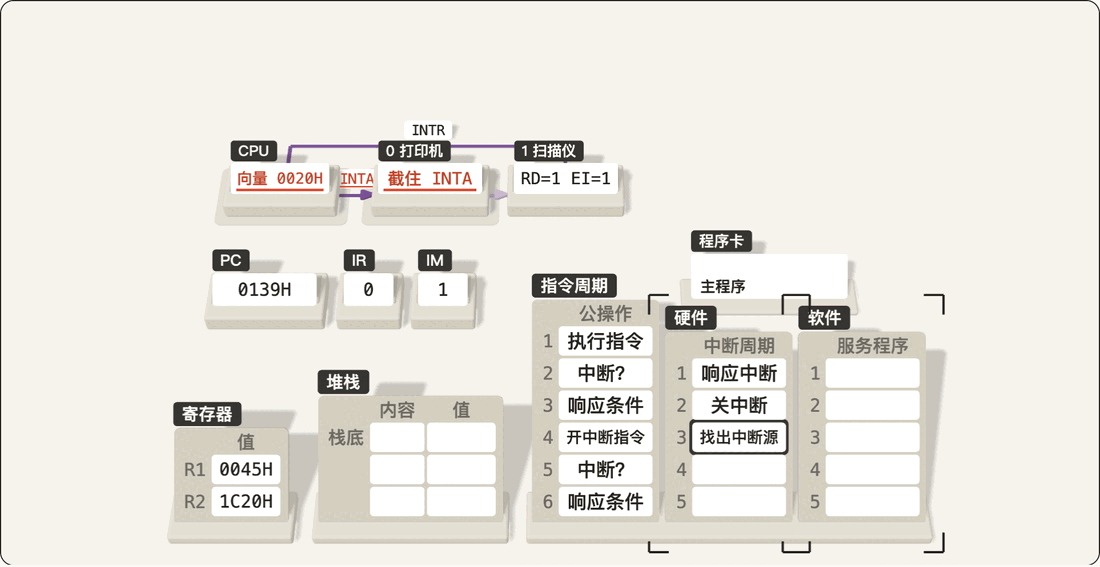 INTR
CPU
0 打印机
1 扫描仪
向量 0020H
INTA
截住 INTA
RD=1 EI=1
程序卡
主程序
PC
IR
IM
0139H
0
1
指令周期
公操作
1 执行指令
2 中断?
3 响应条件
4 开中断指令
5 中断?
6 响应条件
硬件
中断周期
1 响应中断
2 关中断
3 找出中断源
4
5
软件
服务程序
1
2
3
4
5
堆栈
内容 值
栈底
寄存器
值
R1 0045H
R2 1C20H